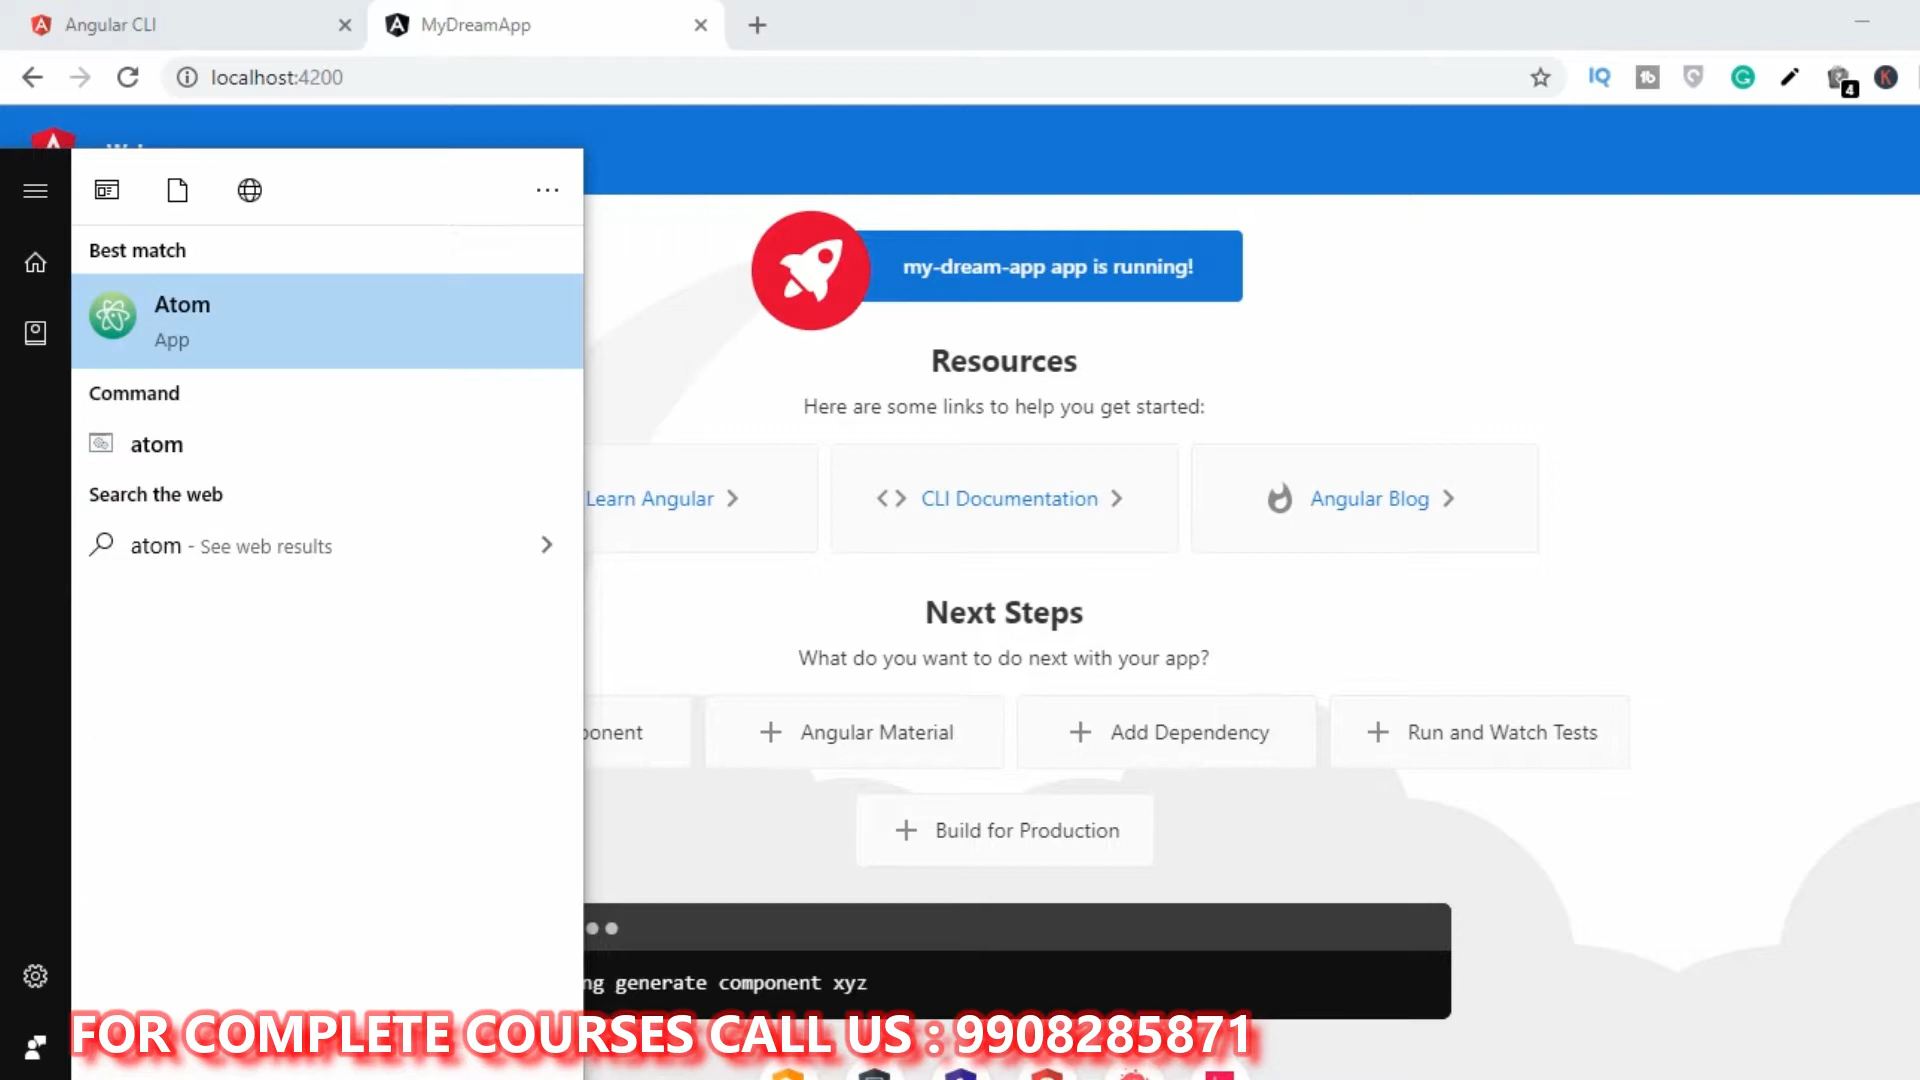 Angular CLI
MyDreamApp
localhost:4200
IQ
4
K
Best match
Atom
App
Command
atom
Search the web
atom - See web results
my-dream-app app is running!
Resources
Here are some links to help you get started:
Learn Angular
CLI Documentation
Angular Blog
Next Steps
What do you want to do next with your app?
Angular Material
Add Dependency
Run and Watch Tests
Build for Production
ng generate component xyz
FOR COMPLETE COURSES CALL US : 9908285871